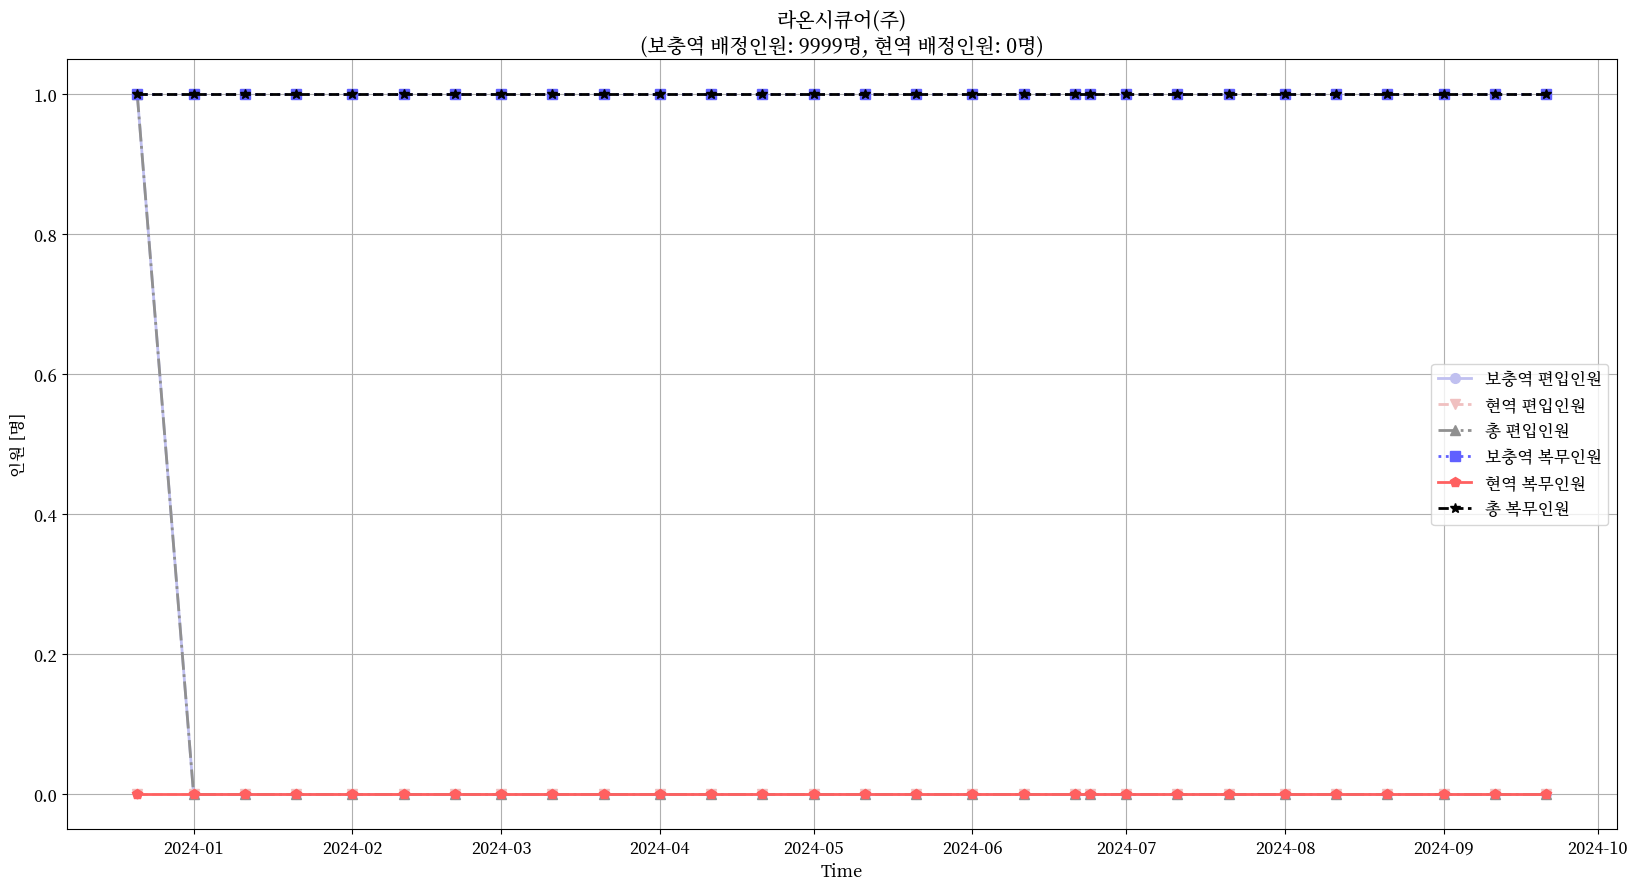 라온시큐어(주)
(보충역 배정인원: 9999명, 현역 배정인원: 0명)
인원 [명]
1.0
0.8
0.6
0.4
0.2
0.0
보충역 편입인원
현역 편입인원
총 편입인원
보충역 복무인원
현역 복무인원
총 복무인원
2024-01 2024-02 2024-03 2024-04 2024-05 2024-06 2024-07 2024-08 2024-09 2024-10
Time